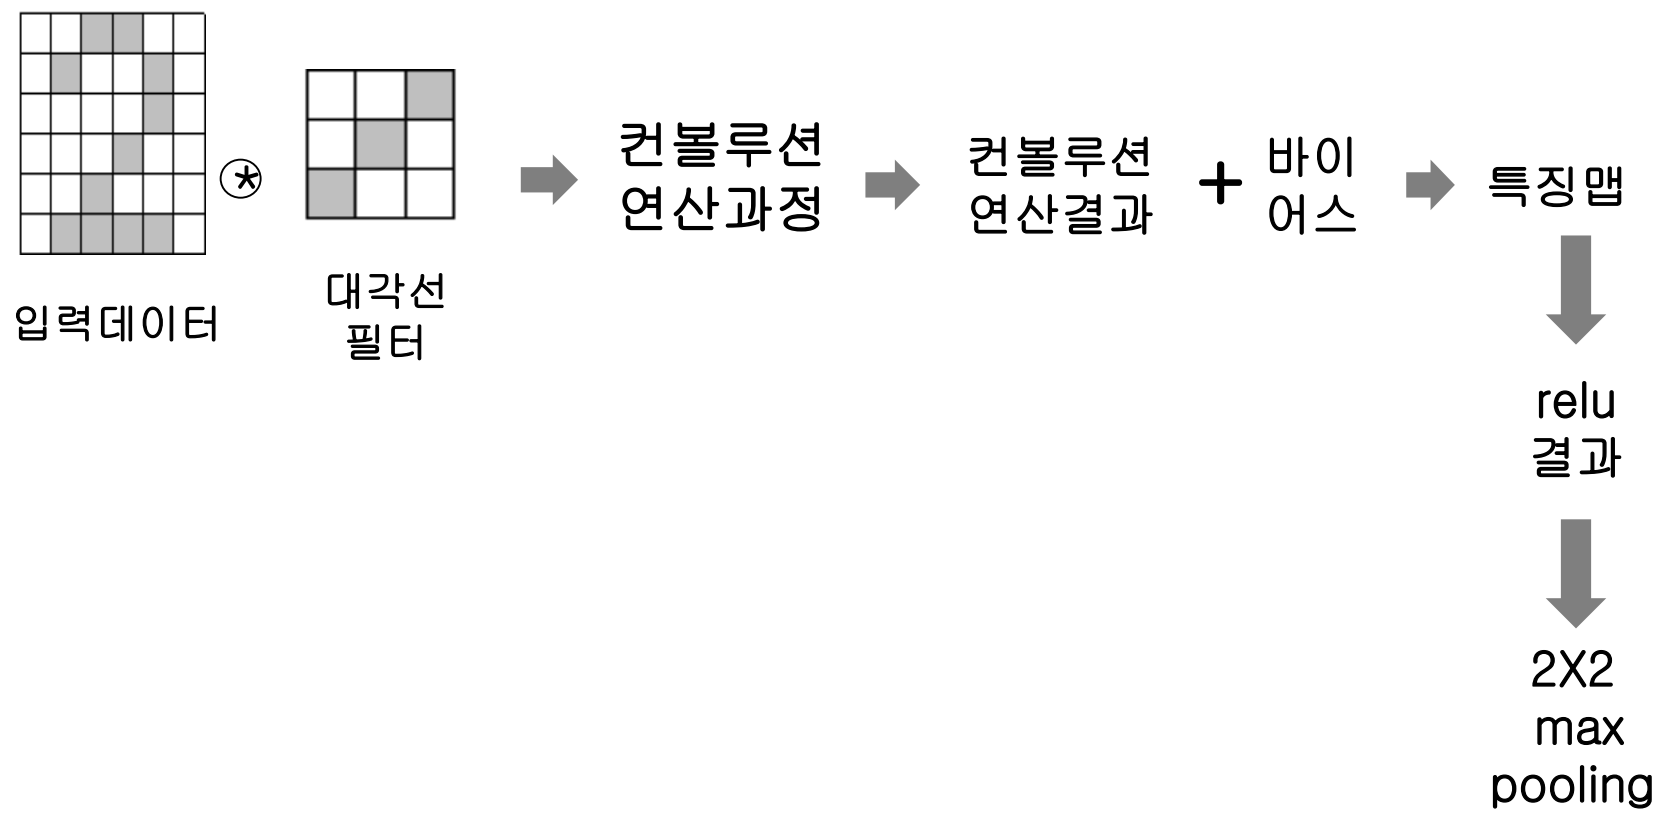 입력데이터
대각선
필터
컨볼루션
연산과정
컨볼루션
연산결과
+
바이
어스
특징맵
relu
결과
2X2
max
pooling